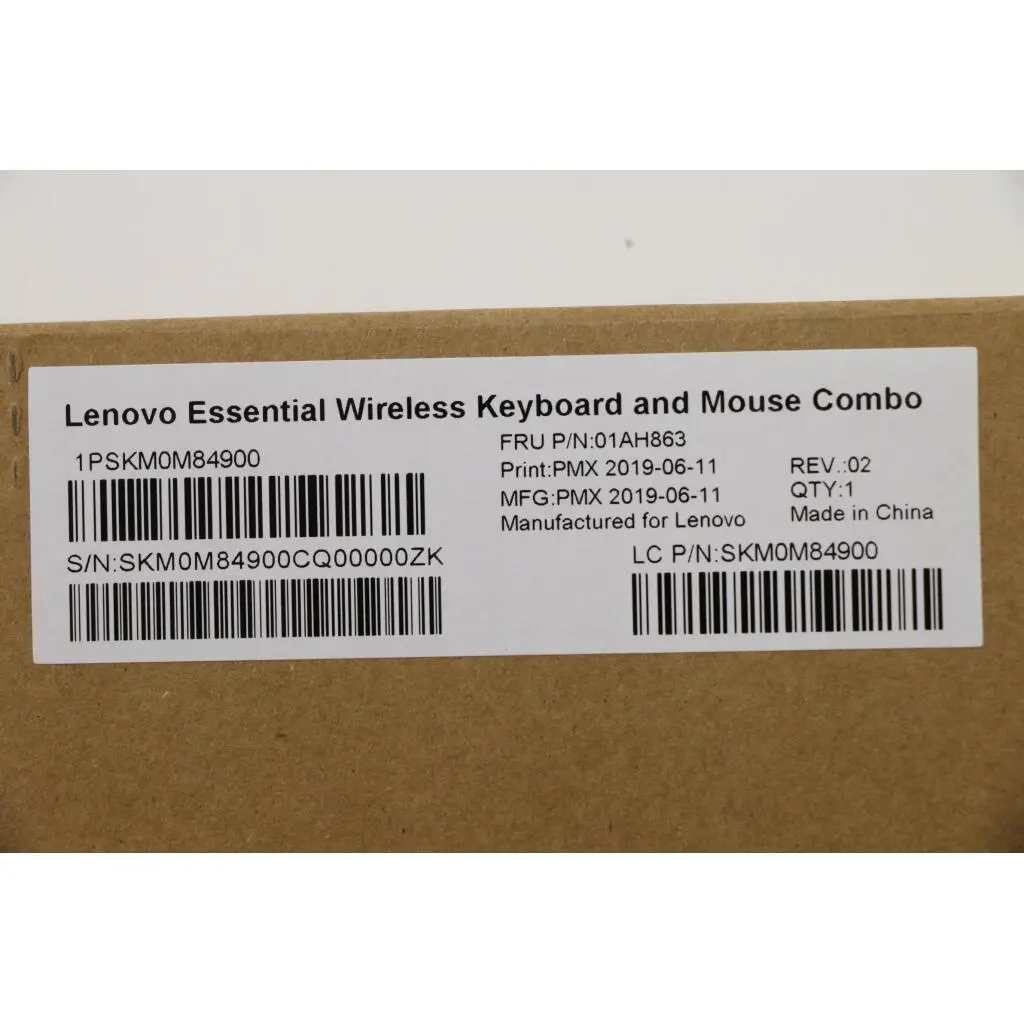 Lenovo Essential Wireless Keyboard and Mouse Combo
1PSKM0M84900
FRU P/N:01AH863
Print:PMX 2019-06-11
REV.:02
MFG:PMX 2019-06-11
QTY:1
Manufactured for Lenovo
Made in China
S/N:SKM0M84900CQ00000ZK
LC P/N:SKM0M84900